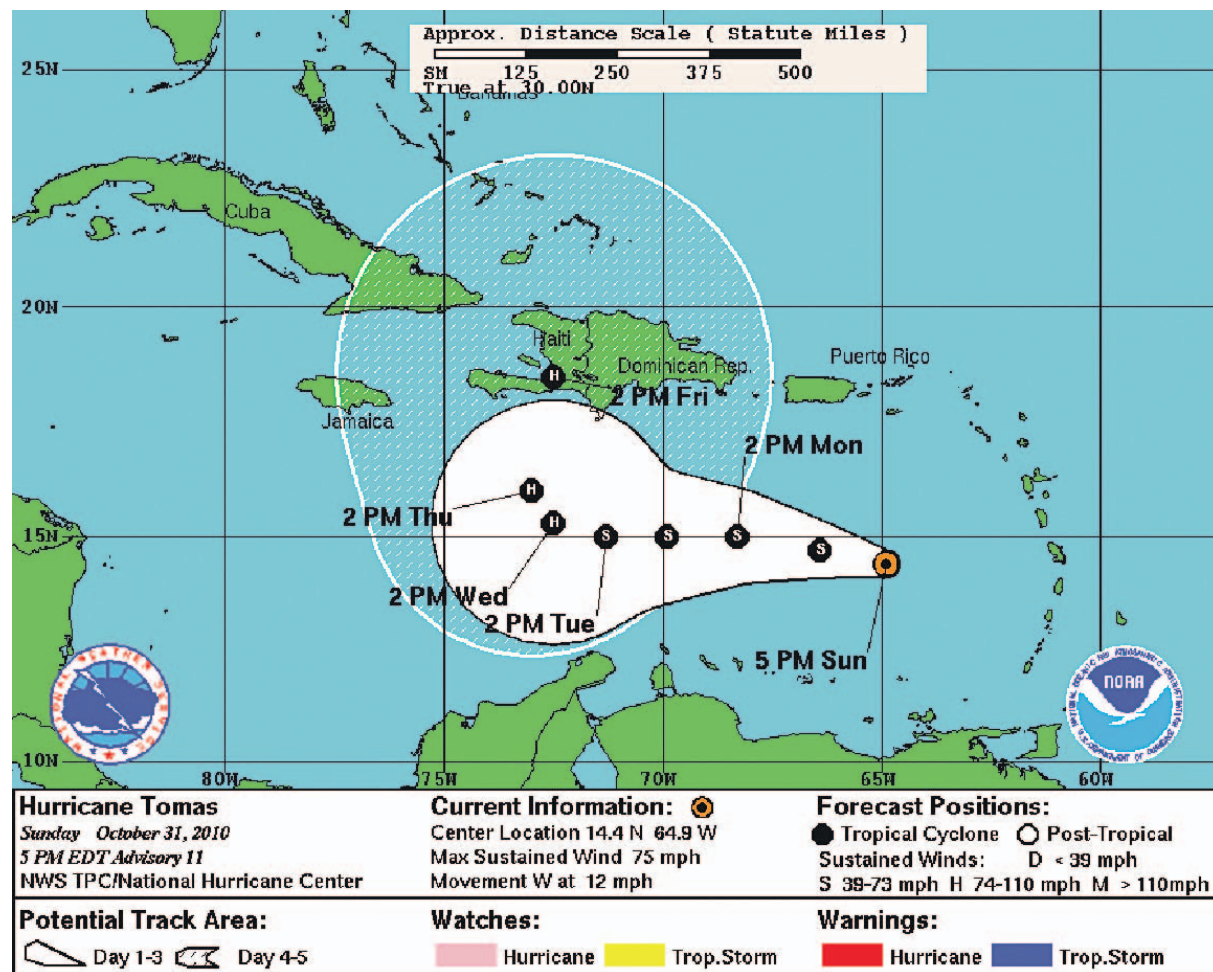 Approx. Distance Scale ( Statute Miles )
SM 125 250 375 500
True at 30.00N
Bahamas
25N
Cuba
20N
Haiti
Dominican Rep.
Puerto Rico
H
2 PM Fri
Jamaica
2 PM Mon
H
2 PM Thu
15N
H S S S S
2 PM Wed
2 PM Tue
5 PM Sun
NATIONAL WEATHER SERVICE
NOAA
10N
80W 75W 70W 65W 60W
Hurricane Tomas
Sunday October 31, 2010
5 PM EDT Advisory 11
NWS TPC/National Hurricane Center
Current Information:
Center Location 14.4 N 64.9 W
Max Sustained Wind 75 mph
Movement W at 12 mph
Forecast Positions:
Tropical Cyclone Post-Tropical
Sustained Winds: D < 39 mph
S 39-73 mph H 74-110 mph M > 110mph
Potential Track Area:
Day 1-3 Day 4-5
Watches:
Hurricane Trop.Storm
Warnings:
Hurricane Trop.Storm